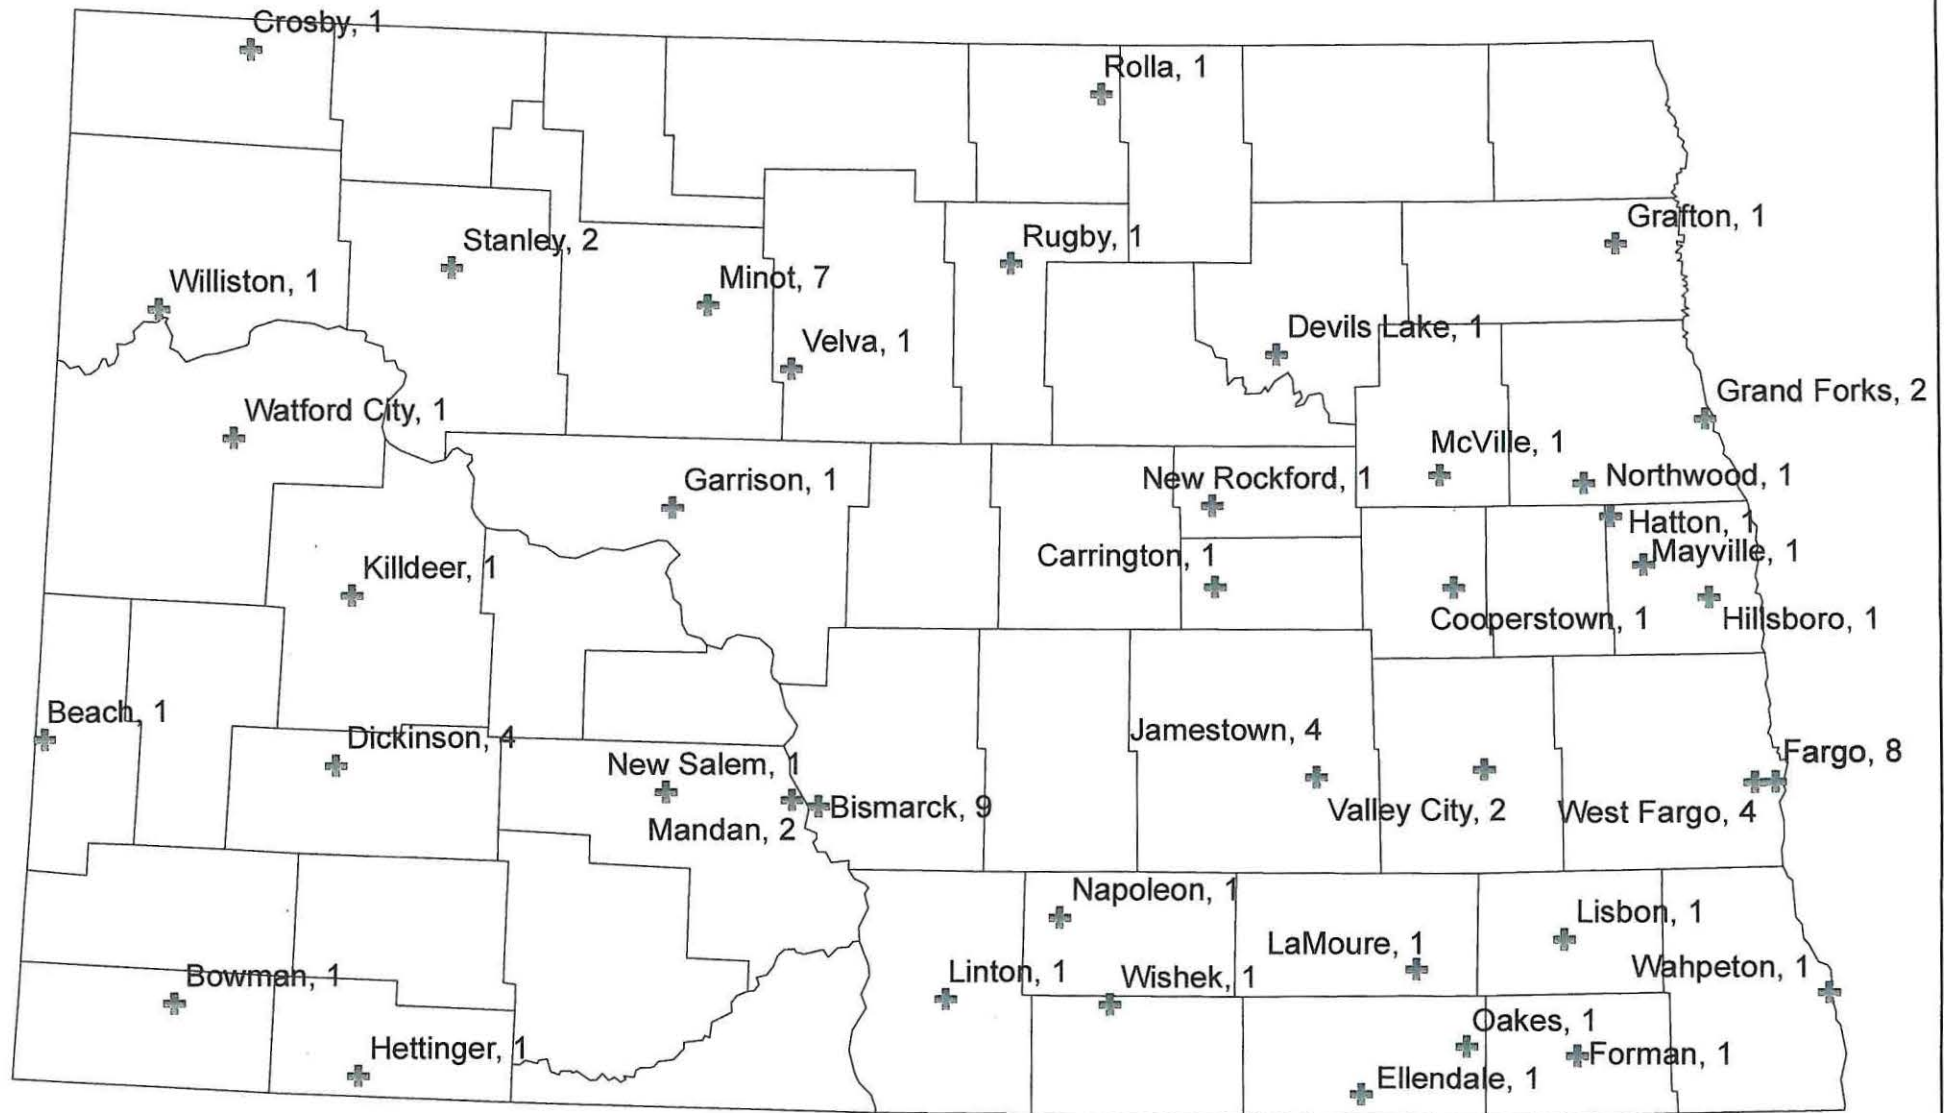 Crosby, 1
Rolla, 1
Grafton, 1
Stanley, 2
Rugby, 1
Williston, 1
Minot, 7
Devils Lake, 1
Velva, 1
Grand Forks, 2
Watford City, 1
McVille, 1
Garrison, 1
New Rockford, 1
Northwood, 1
Hatton, 1
Mayville, 1
Carrington, 1
Killdeer, 1
Cooperstown, 1
Hillsboro, 1
Beach, 1
Dickinson, 4
Jamestown, 4
Fargo, 8
New Salem, 1
Bismarck, 9
Valley City, 2
West Fargo, 4
Mandan, 2
Napoleon, 1
Lisbon, 1
LaMoure, 1
Wahpeton, 1
Bowman, 1
Linton, 1
Wishek, 1
Oakes, 1
Hettinger, 1
Forman, 1
Ellendale, 1